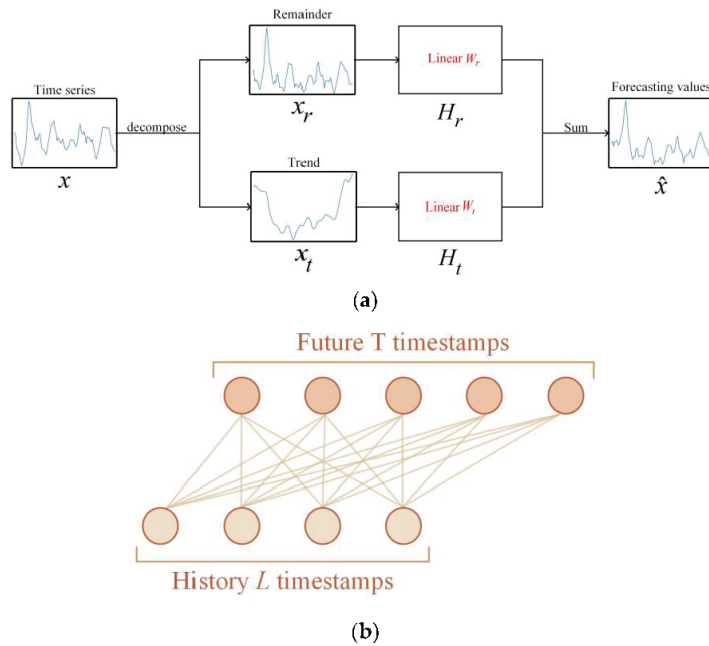 Remainder
Linear W_r
x_r
H_r
Time series
decompose
x
Trend
Linear W_t
x_t
H_t
Sum
Forecasting values
x̂
(a)
Future T timestamps
History L timestamps
(b)